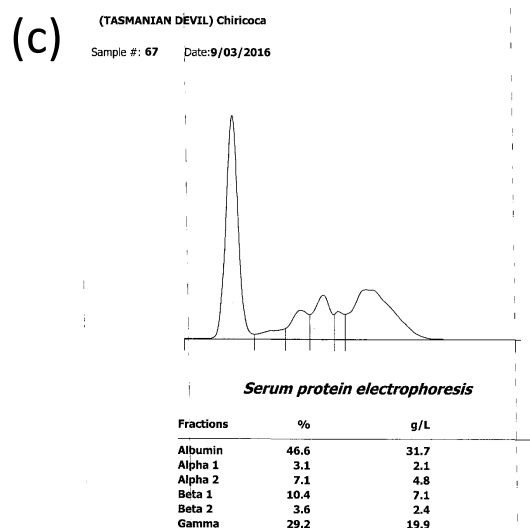 (c)
(TASMANIAN DEVIL) Chiricoca
Sample #: 67 Date:9/03/2016
Serum protein electrophoresis
Fractions % g/L
Albumin 46.6 31.7
Alpha 1 3.1 2.1
Alpha 2 7.1 4.8
Beta 1 10.4 7.1
Beta 2 3.6 2.4
Gamma 29.2 19.9